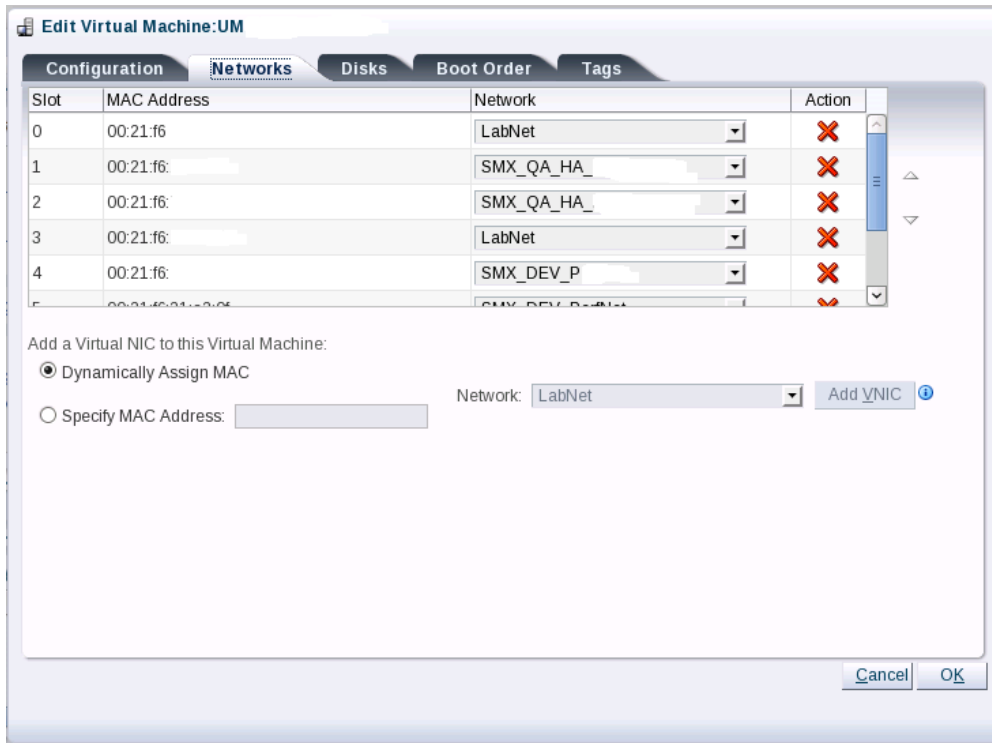 Edit Virtual Machine:UM
Configuration Networks Disks Boot Order Tags
Slot MAC Address Network Action
0 00:21:f6 LabNet
1 00:21:f6: SMX_QA_HA_
2 00:21:f6: SMX_QA_HA_
3 00:21:f6: LabNet
4 00:21:f6: SMX_DEV_P
Add a Virtual NIC to this Virtual Machine:
Dynamically Assign MAC
Network: LabNet Add VNIC
Specify MAC Address:
Cancel OK